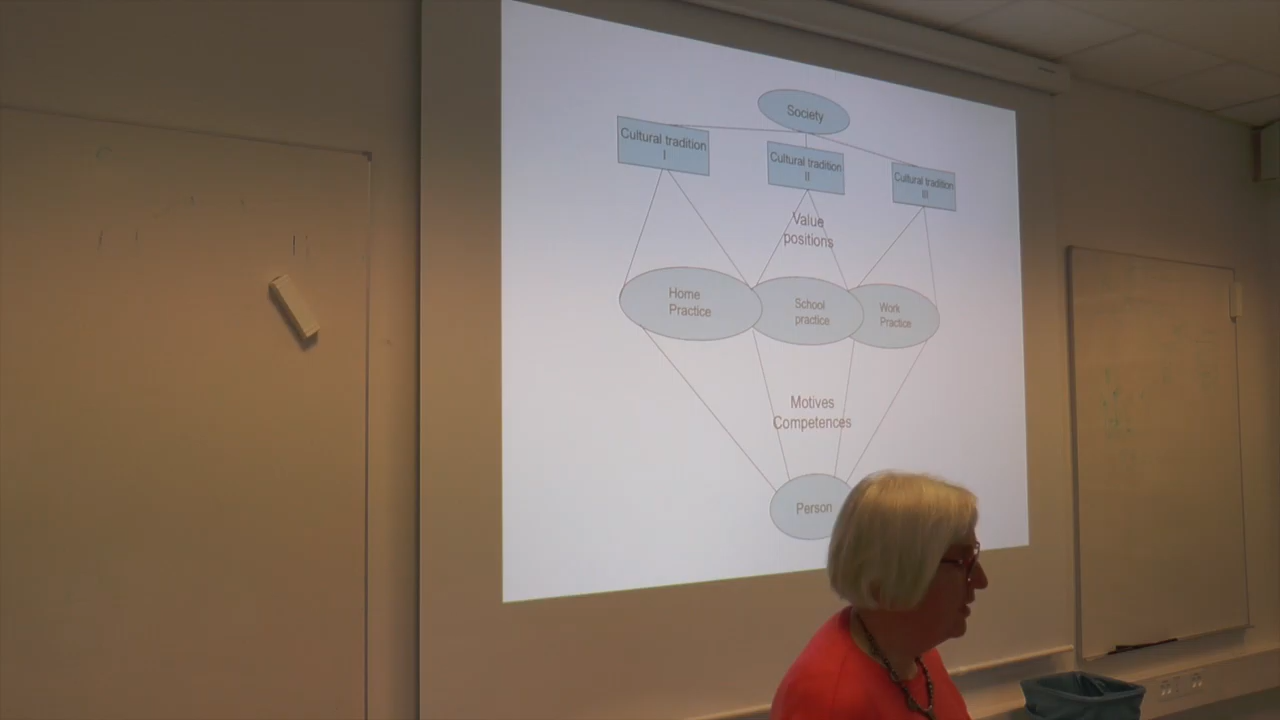 Society
Cultural tradition
I
Cultural tradition
II
Cultural tradition
III
Value
positions
Home
Practice
School
practice
Work
Practice
Motives
Competences
Person